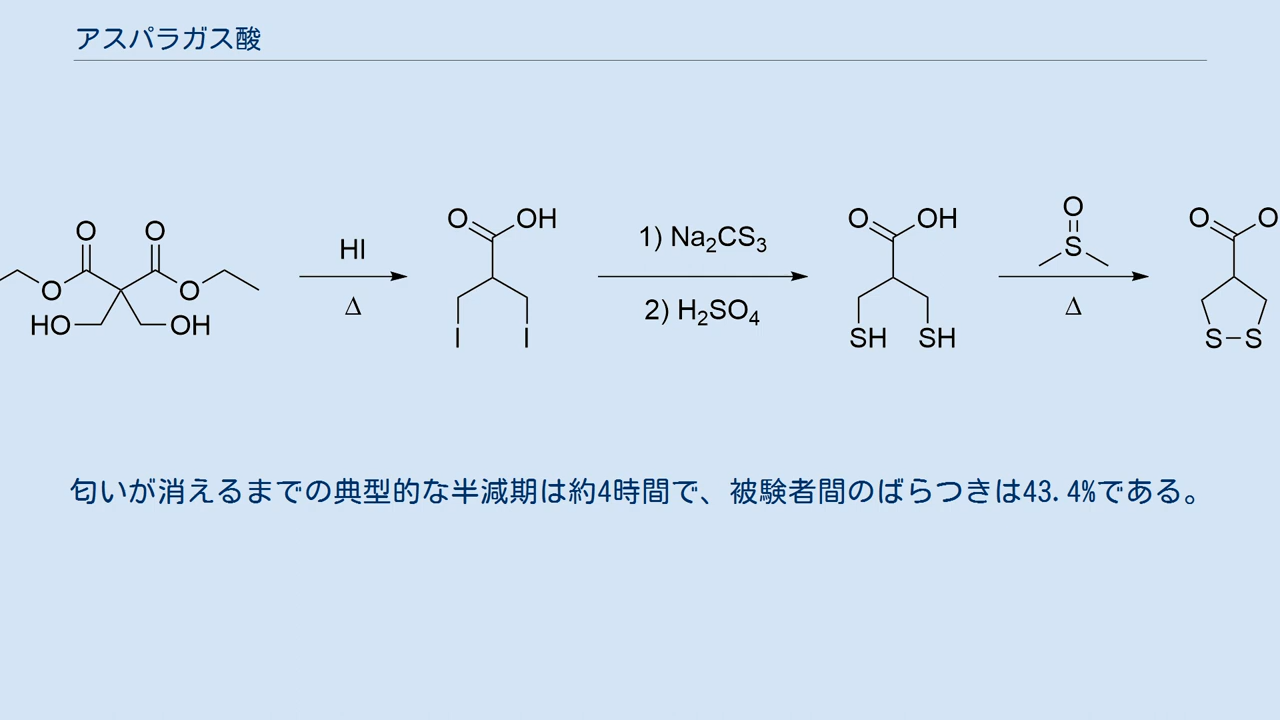 アスパラガス酸
O O O O HO OH
HI
Δ
O OH I I
1) Na₂CS₃
2) H₂SO₄
O OH SH SH
O S
Δ
O O S S
匂いが消えるまでの典型的な半減期は約4時間で、被験者間のばらつきは43.4%である。